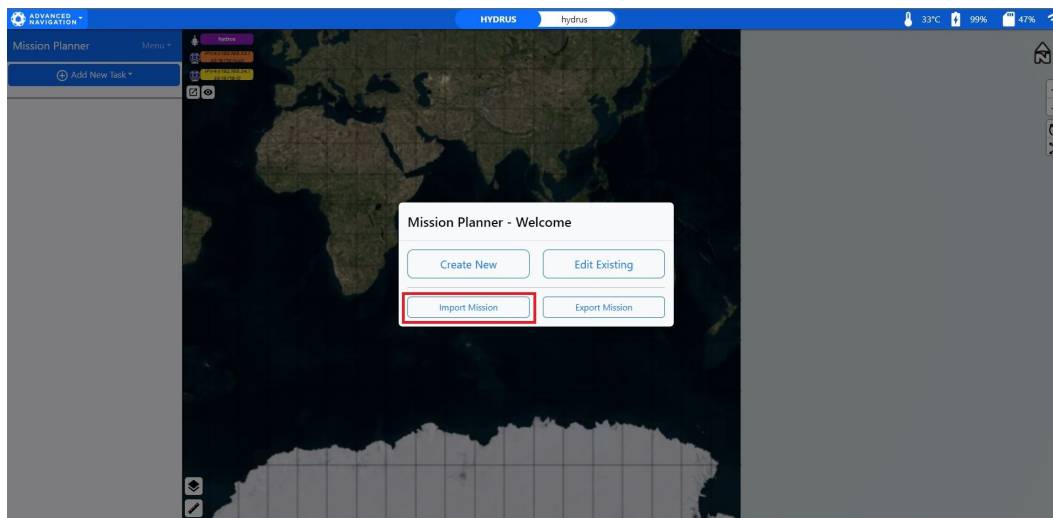 ADVANCED
NAVIGATION
HYDRUS
hydrus
33°C
99%
47%
Mission Planner
Menu
Add New Task
hydrus
Mission Planner - Welcome
Create New
Edit Existing
Import Mission
Export Mission